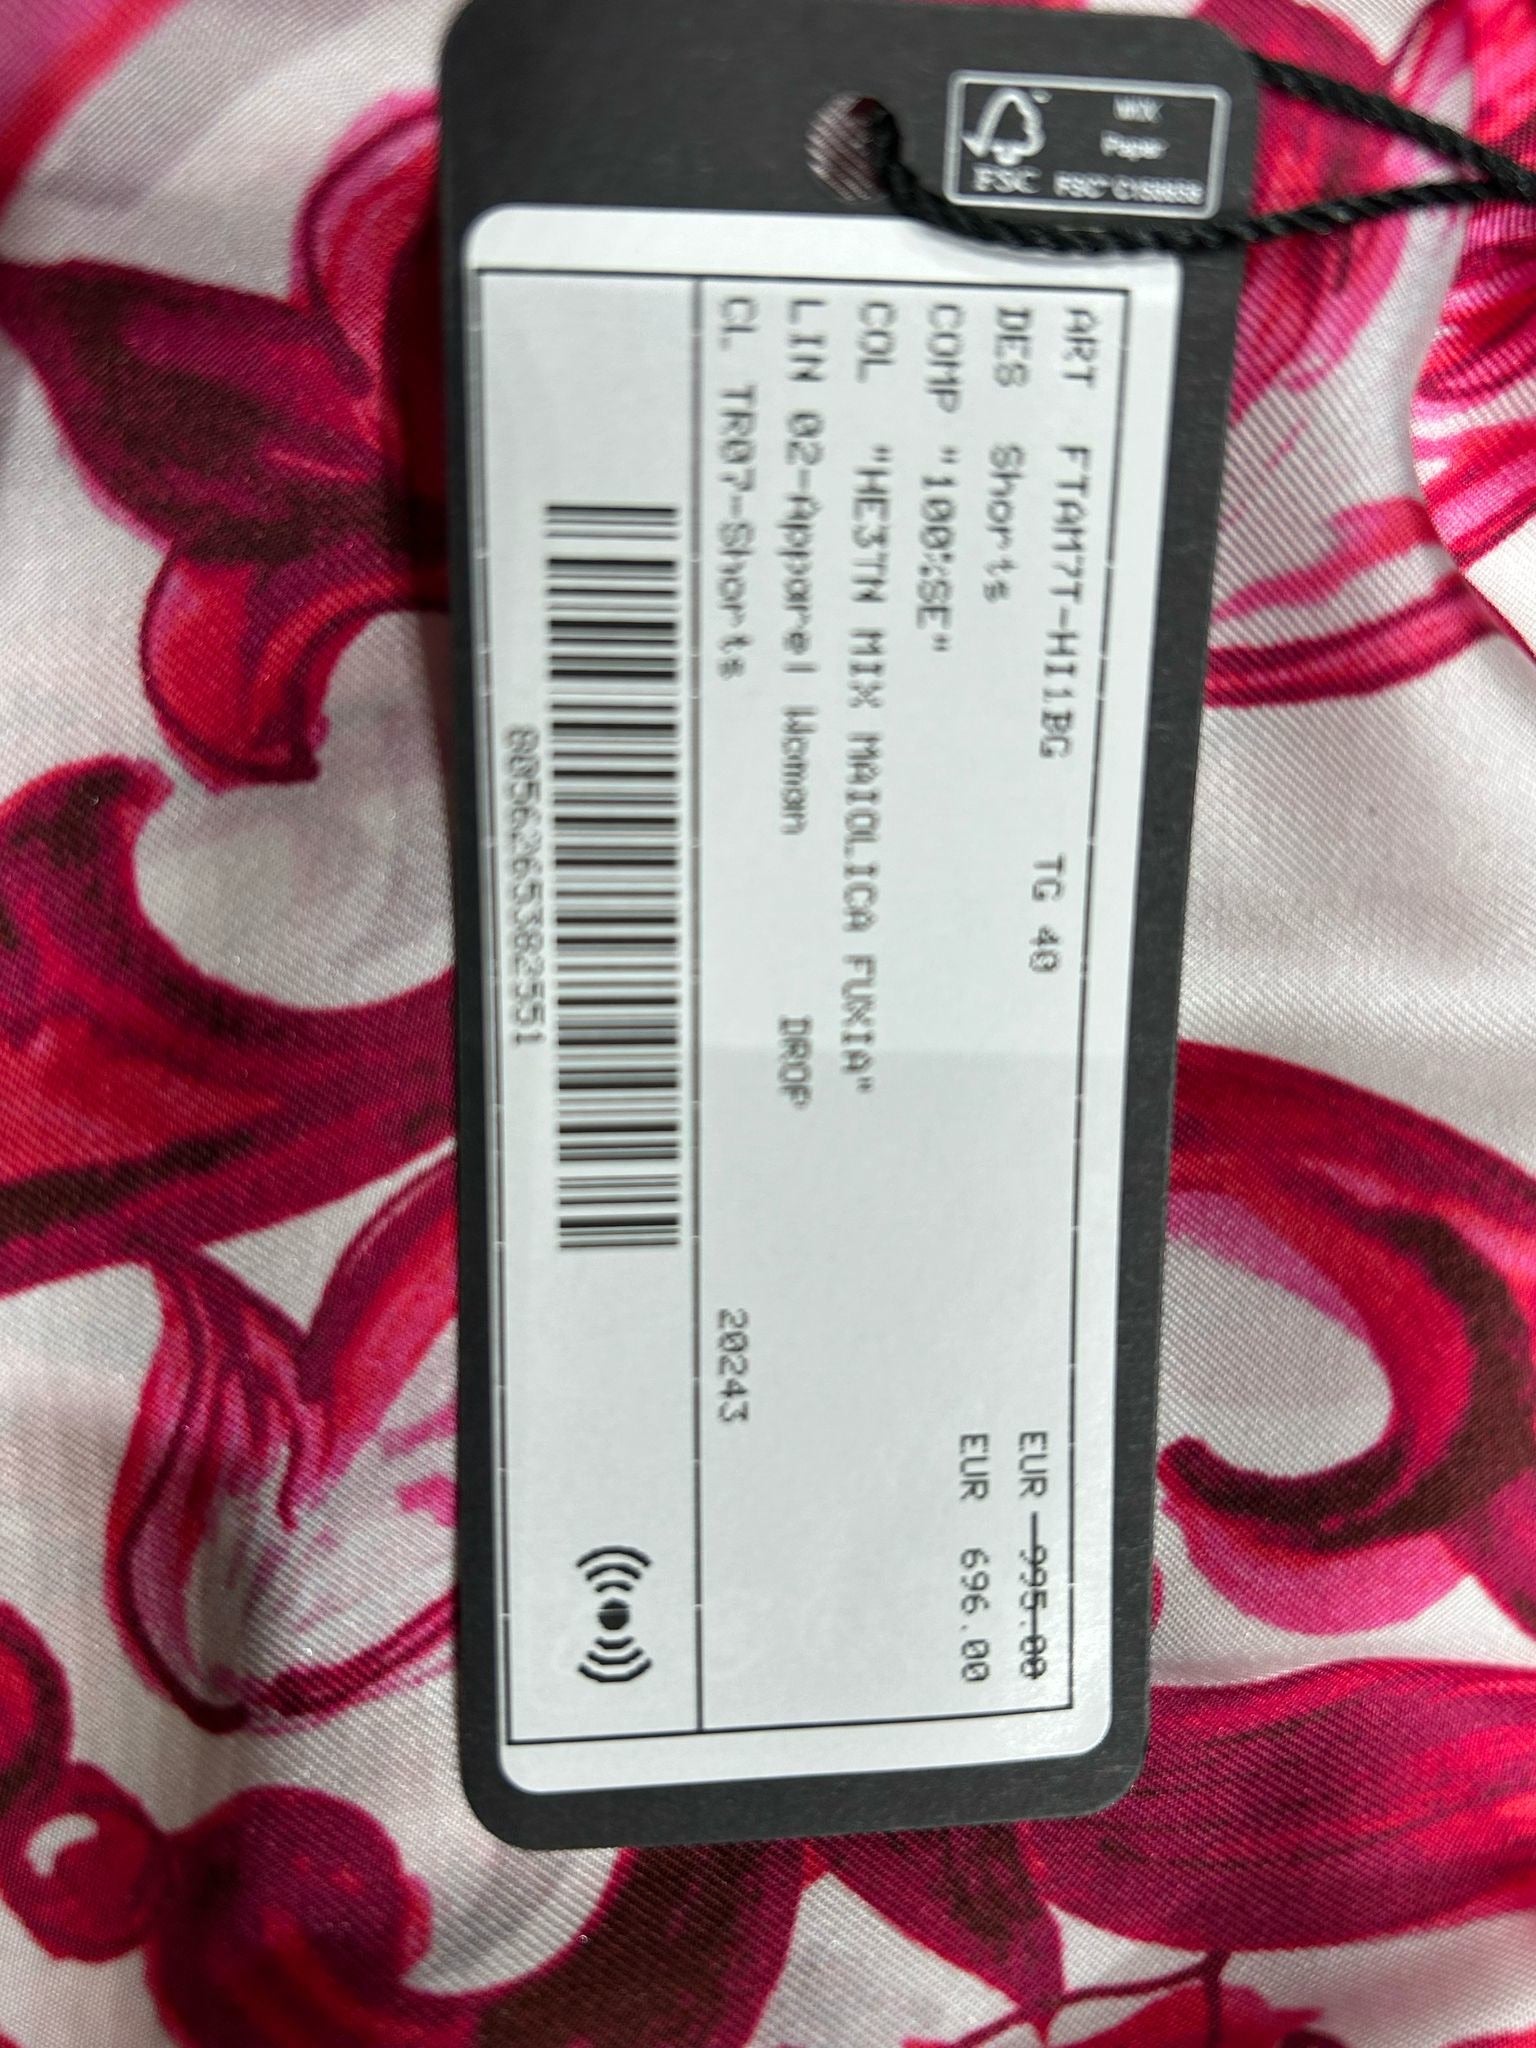 MIX
Paper
FSC
ART FTAM7T-HI1BG TG 40
EUR 995.00
DES Shorts
EUR 696.00
COMP "100%SE"
COL "HE3TN MIX MAIOLICA FUXIA"
LIN 02-Apparel Woman DROP
CL TR07-Shorts 20243
8056265382551